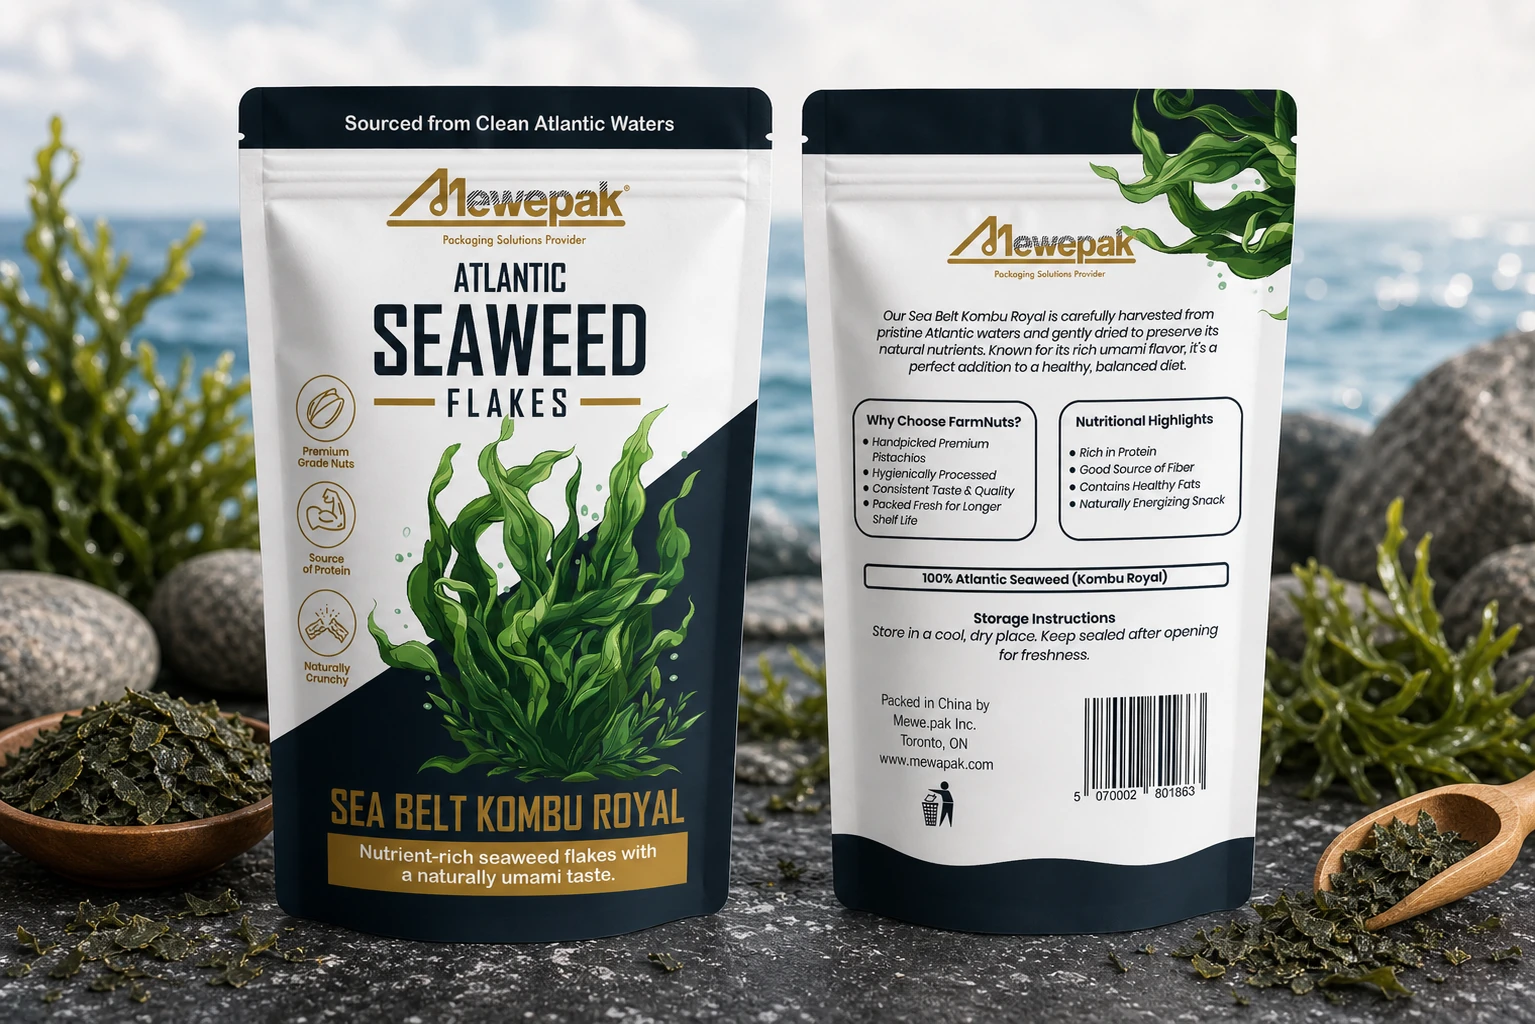 Sourced from Clean Atlantic Waters
Mewepak®
Packaging Solutions Provider
ATLANTIC
SEAWEED
FLAKES
Premium
Grade Nuts
Source
of Protein
Naturally
Crunchy
SEA BELT KOMBU ROYAL
Nutrient-rich seaweed flakes with
a naturally umami taste.
Mewepak
Packaging Solutions Provider
Our Sea Belt Kombu Royal is carefully harvested from
pristine Atlantic waters and gently dried to preserve its
natural nutrients. Known for its rich umami flavor, it's a
perfect addition to a healthy, balanced diet.
Why Choose FarmNuts?
• Handpicked Premium
Pistachios
• Hygienically Processed
• Consistent Taste & Quality
• Packed Fresh for Longer
Shelf Life
Nutritional Highlights
• Rich in Protein
• Good Source of Fiber
• Contains Healthy Fats
• Naturally Energizing Snack
100% Atlantic Seaweed (Kombu Royal)
Storage Instructions
Store in a cool, dry place. Keep sealed after opening
for freshness.
Packed in China by
Mewe.pak Inc.
Toronto, ON
www.mewapak.com
5 070002 801863